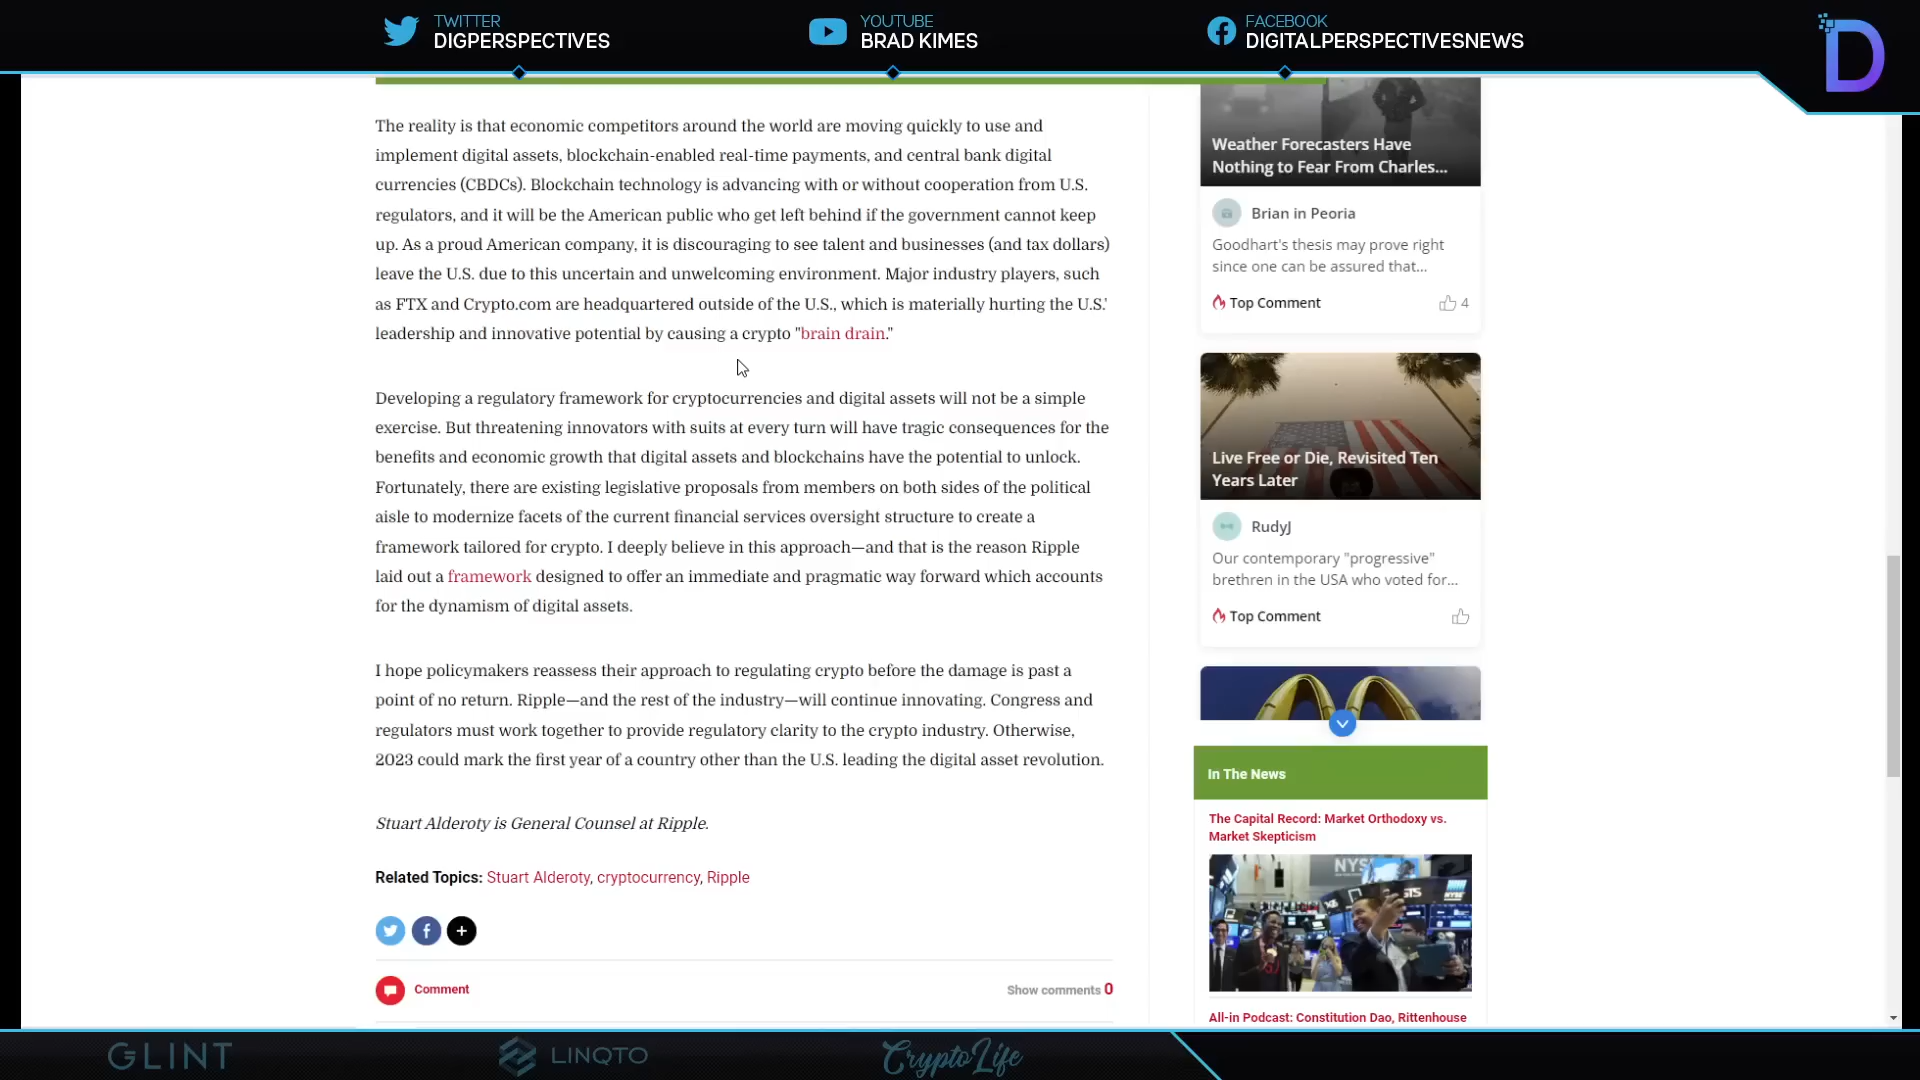 TWITTER
DIGPERSPECTIVES
YOUTUBE
BRAD KIMES
FACEBOOK
DIGITALPERSPECTIVESNEWS
D
The reality is that economic competitors around the world are moving quickly to use and
implement digital assets, blockchain-enabled real-time payments, and central bank digital
currencies (CBDCs). Blockchain technology is advancing with or without cooperation from U.S.
regulators, and it will be the American public who get left behind if the government cannot keep
up. As a proud American company, it is discouraging to see talent and businesses (and tax dollars)
leave the U.S. due to this uncertain and unwelcoming environment. Major industry players, such
as FTX and Crypto.com are headquartered outside of the U.S., which is materially hurting the U.S.'
leadership and innovative potential by causing a crypto "brain drain."
Developing a regulatory framework for cryptocurrencies and digital assets will not be a simple
exercise. But threatening innovators with suits at every turn will have tragic consequences for the
benefits and economic growth that digital assets and blockchains have the potential to unlock.
Fortunately, there are existing legislative proposals from members on both sides of the political
aisle to modernize facets of the current financial services oversight structure to create a
framework tailored for crypto. I deeply believe in this approach—and that is the reason Ripple
laid out a framework designed to offer an immediate and pragmatic way forward which accounts
for the dynamism of digital assets.
I hope policymakers reassess their approach to regulating crypto before the damage is past a
point of no return. Ripple—and the rest of the industry—will continue innovating. Congress and
regulators must work together to provide regulatory clarity to the crypto industry. Otherwise,
2023 could mark the first year of a country other than the U.S. leading the digital asset revolution.
Stuart Alderoty is General Counsel at Ripple.
Related Topics: Stuart Alderoty, cryptocurrency, Ripple
Comment
Show comments 0
Weather Forecasters Have
Nothing to Fear From Charles...
Brian in Peoria
Goodhart's thesis may prove right
since one can be assured that...
Top Comment
4
Live Free or Die, Revisited Ten
Years Later
RudyJ
Our contemporary "progressive"
brethren in the USA who voted for...
Top Comment
In The News
The Capital Record: Market Orthodoxy vs.
Market Skepticism
NYS
All-in Podcast: Constitution Dao, Rittenhouse
GLINT
LINQTO
CryptoLife